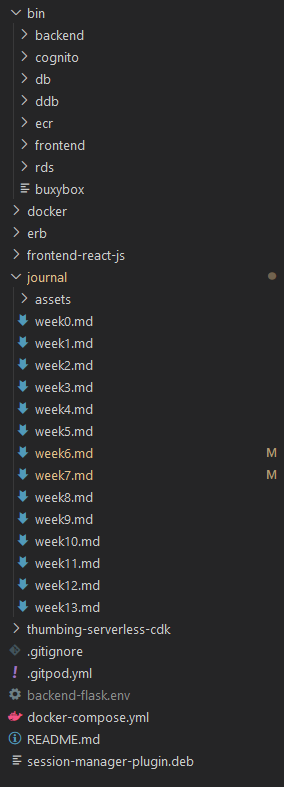 bin
backend
cognito
db
ddb
ecr
frontend
rds
buxybox
docker
erb
frontend-react-js
journal
assets
week0.md
week1.md
week2.md
week3.md
week4.md
week5.md
week6.md M
week7.md M
week8.md
week9.md
week10.md
week11.md
week12.md
week13.md
thumbing-serverless-cdk
.gitignore
.gitpod.yml
backend-flask.env
docker-compose.yml
README.md
session-manager-plugin.deb